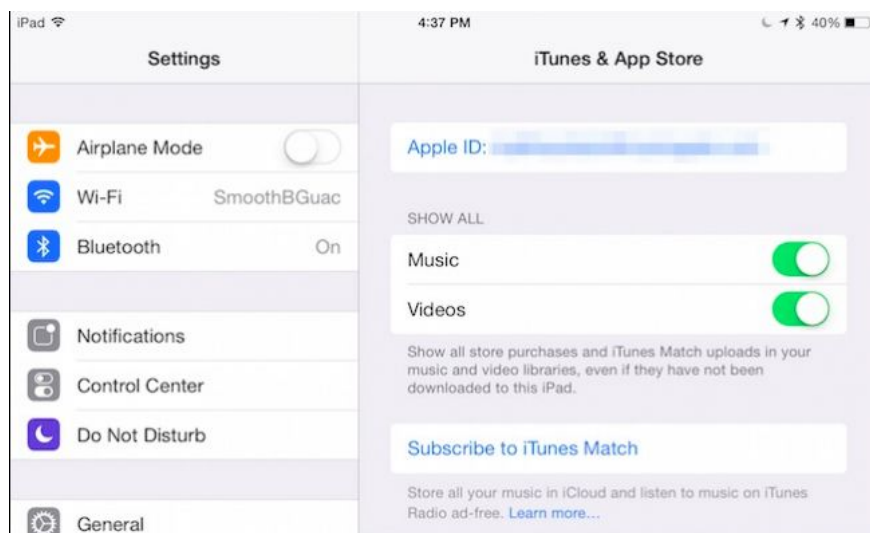 iPad
4:37 PM
40%
Settings
iTunes & App Store
Airplane Mode
Wi-Fi SmoothBGuac
Bluetooth On
Notifications
Control Center
Do Not Disturb
General
Apple ID:
SHOW ALL
Music
Videos
Show all store purchases and iTunes Match uploads in your
music and video libraries, even if they have not been
downloaded to this iPad.
Subscribe to iTunes Match
Store all your music in iCloud and listen to music on iTunes
Radio ad-free. Learn more...